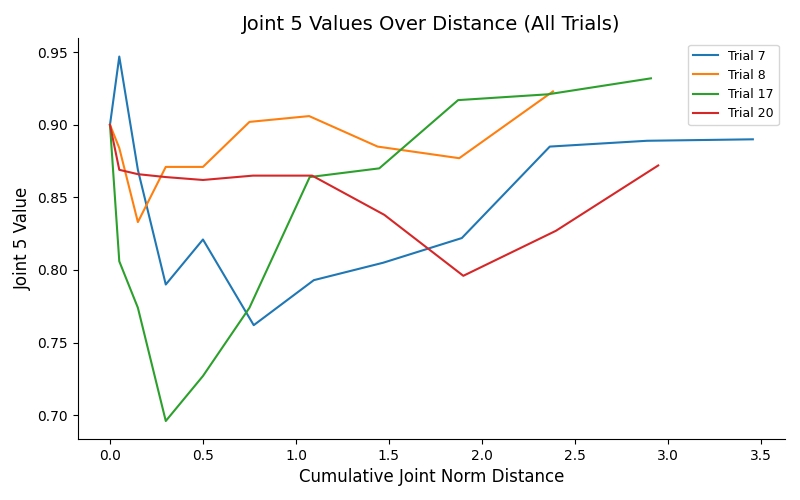 Joint 5 Values Over Distance (All Trials)
Joint 5 Value
0.95
0.90
0.85
0.80
0.75
0.70
0.0 0.5 1.0 1.5 2.0 2.5 3.0 3.5
Cumulative Joint Norm Distance
Trial 7
Trial 8
Trial 17
Trial 20